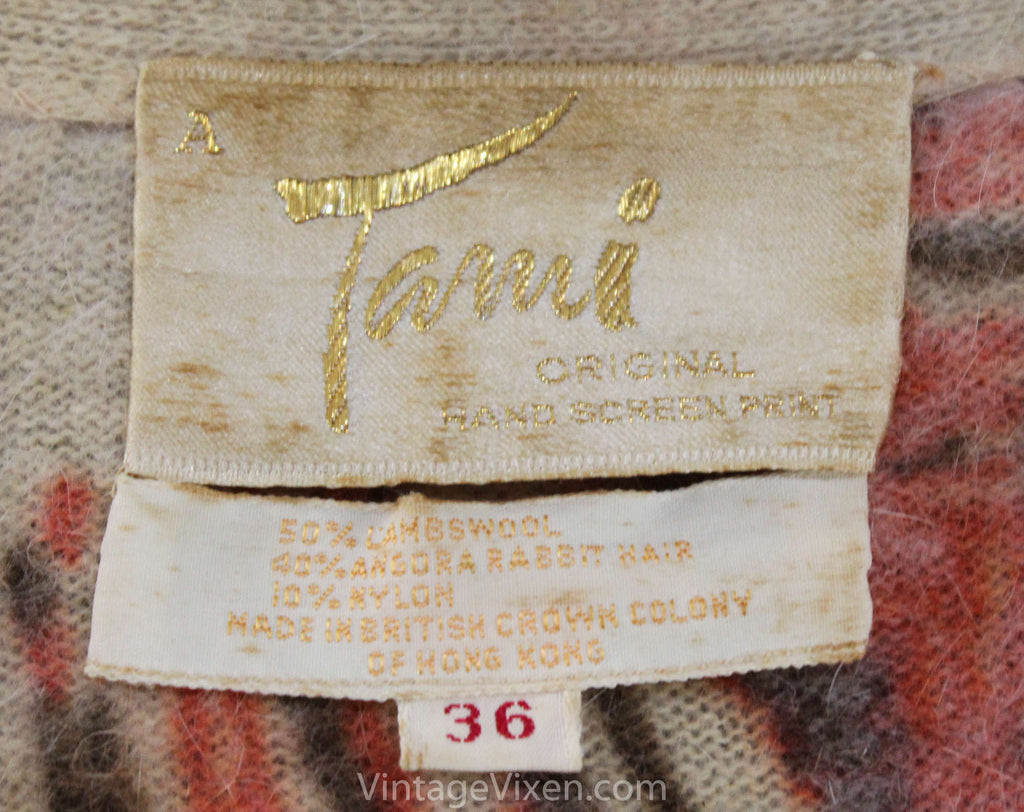 A
Tami
ORIGINAL
HAND SCREEN PRINT
50% LAMBSWOOL
40% ANGORA RABBIT HAIR
10% NYLON
MADE IN BRITISH CROWN COLONY
OF HONG KONG
36
VintageVixen.com